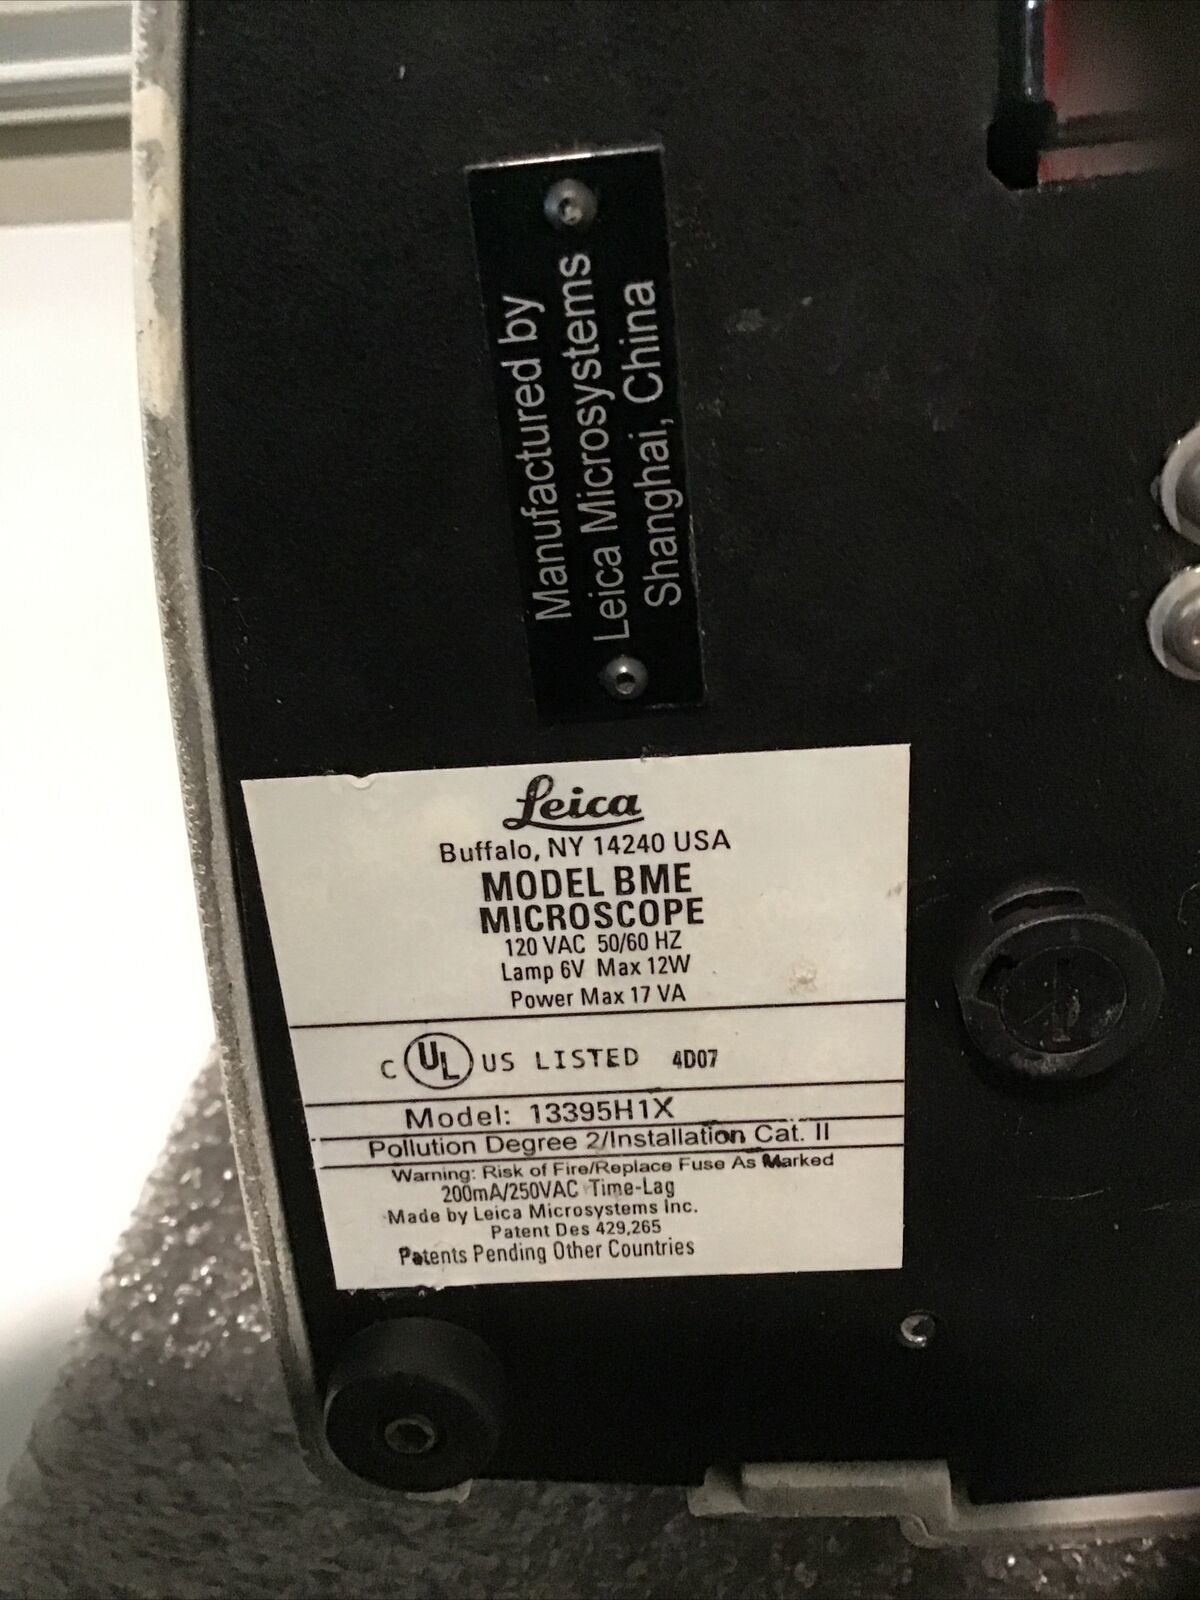 Manufactured by
Leica Microsystems
Shanghai, China
Leica
Buffalo, NY 14240 USA
MODEL BME
MICROSCOPE
120 VAC 50/60 HZ
Lamp 6V Max 12W
Power Max 17 VA
C UL US LISTED 4D07
Model: 13395H1X
Pollution Degree 2/Installation Cat. II
Warning: Risk of Fire/Replace Fuse As Marked
200mA/250VAC Time-Lag
Made by Leica Microsystems Inc.
Patent Des 429,265
Patents Pending Other Countries